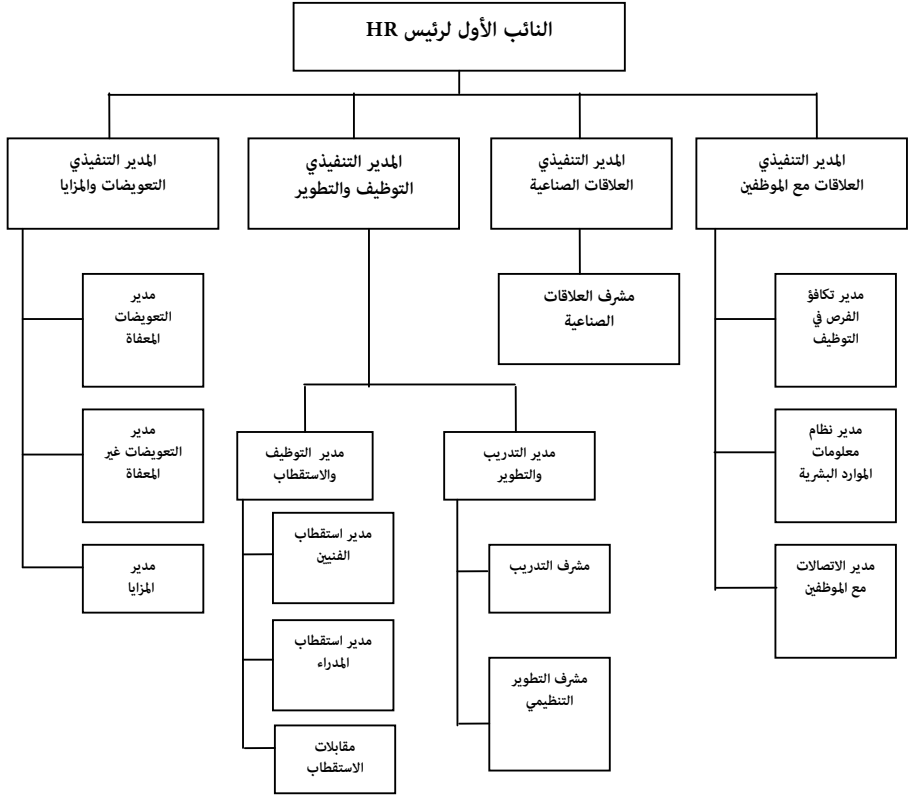 النائب الأول لرئيس HR
المدير التنفيذي
العلاقات مع الموظفين
المدير التنفيذي
العلاقات الصناعية
المدير التنفيذي
التوظيف والتطوير
المدير التنفيذي
التعويضات والمزايا
مدير تكافؤ
الفرص في
التوظيف
مدير نظام
معلومات
الموارد البشرية
مدير الاتصالات
مع الموظفين
مشرف العلاقات
الصناعية
مدير التدريب
والتطوير
مشرف التدريب
مشرف التطوير
التنظيمي
مدير التوظيف
والاستقطاب
مدير استقطاب
الفنيين
مدير استقطاب
المدراء
مقابلات
الاستقطاب
مدير
التعويضات
المعفاة
مدير
التعويضات غير
المعفاة
مدير
المزايا